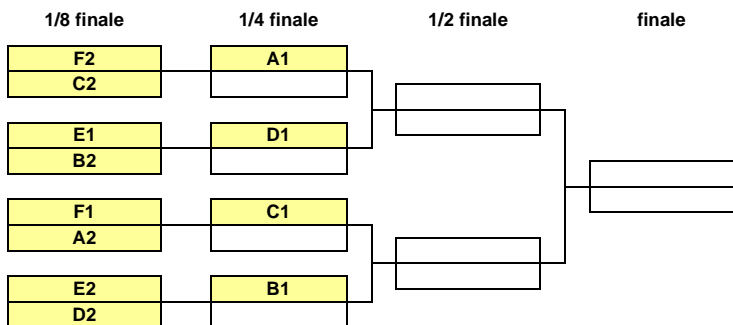 1/8 finale 1/4 finale 1/2 finale finale
F2 A1
C2
E1 D1
B2
F1 C1
A2
E2 B1
D2